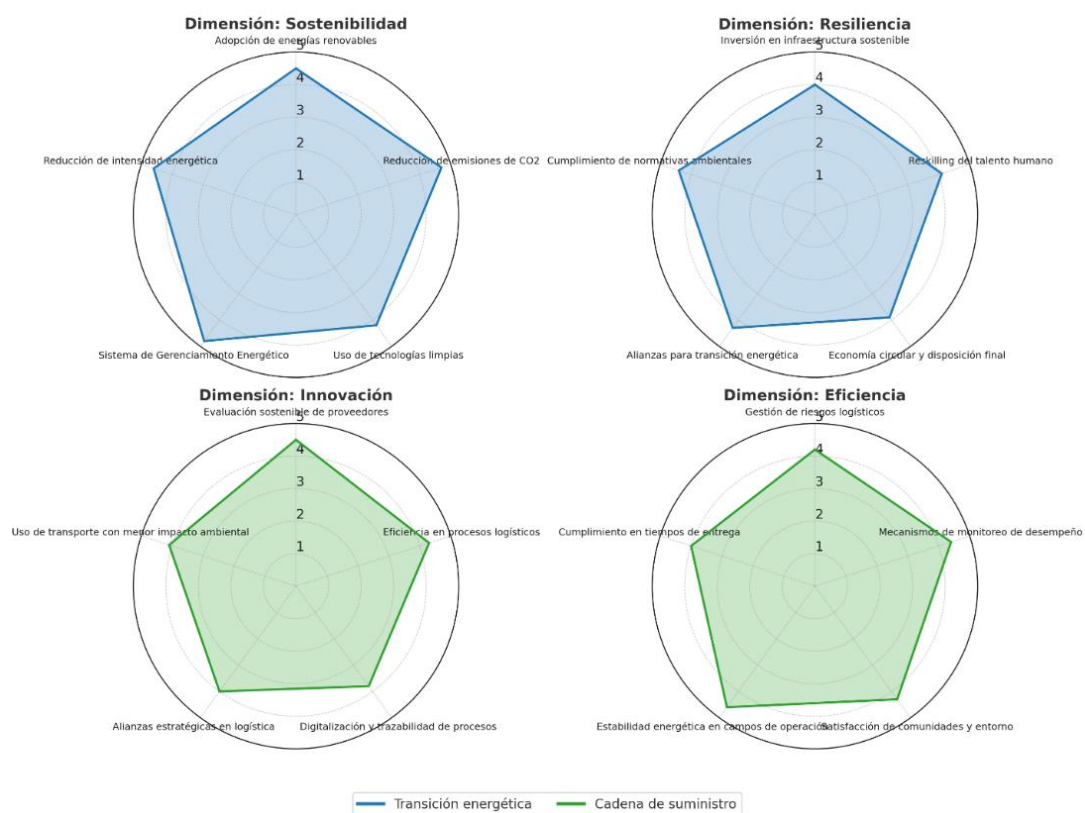 Dimensión: Sostenibilidad
Adopción de energías renovables
5
4
3
2
1
Reducción de intensidad energética
Reducción de emisiones de CO2
Sistema de Gerenciamiento Energético
Uso de tecnologías limpias
Dimensión: Resiliencia
Inversión en infraestructura sostenible
5
4
3
2
1
Cumplimiento de normativas ambientales
Reskilling del talento humano
Alianzas para transición energética
Economía circular y disposición final
Dimensión: Innovación
Evaluación sostenible de proveedores
5
4
3
2
1
Uso de transporte con menor impacto ambiental
Eficiencia en procesos logísticos
Alianzas estratégicas en logística
Digitalización y trazabilidad de procesos
Dimensión: Eficiencia
Gestión de riesgos logísticos
5
4
3
2
1
Cumplimiento en tiempos de entrega
Mecanismos de monitoreo de desempeño
Estabilidad energética en campos de operación
Satisfacción de comunidades y entorno
Transición energética
Cadena de suministro